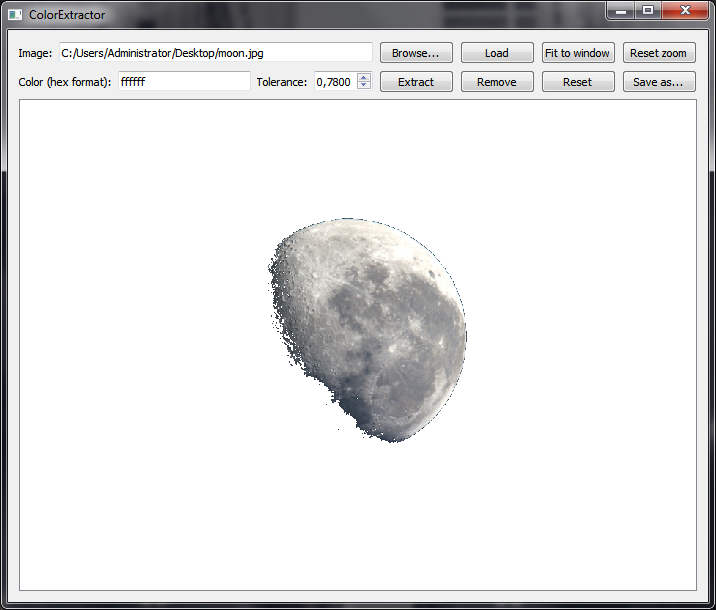 ColorExtractor
Image: C:/Users/Administrator/Desktop/moon.jpg Browse... Load Fit to window Reset zoom
Color (hex format): ffffff Tolerance: 0,7800 Extract Remove Reset Save as...